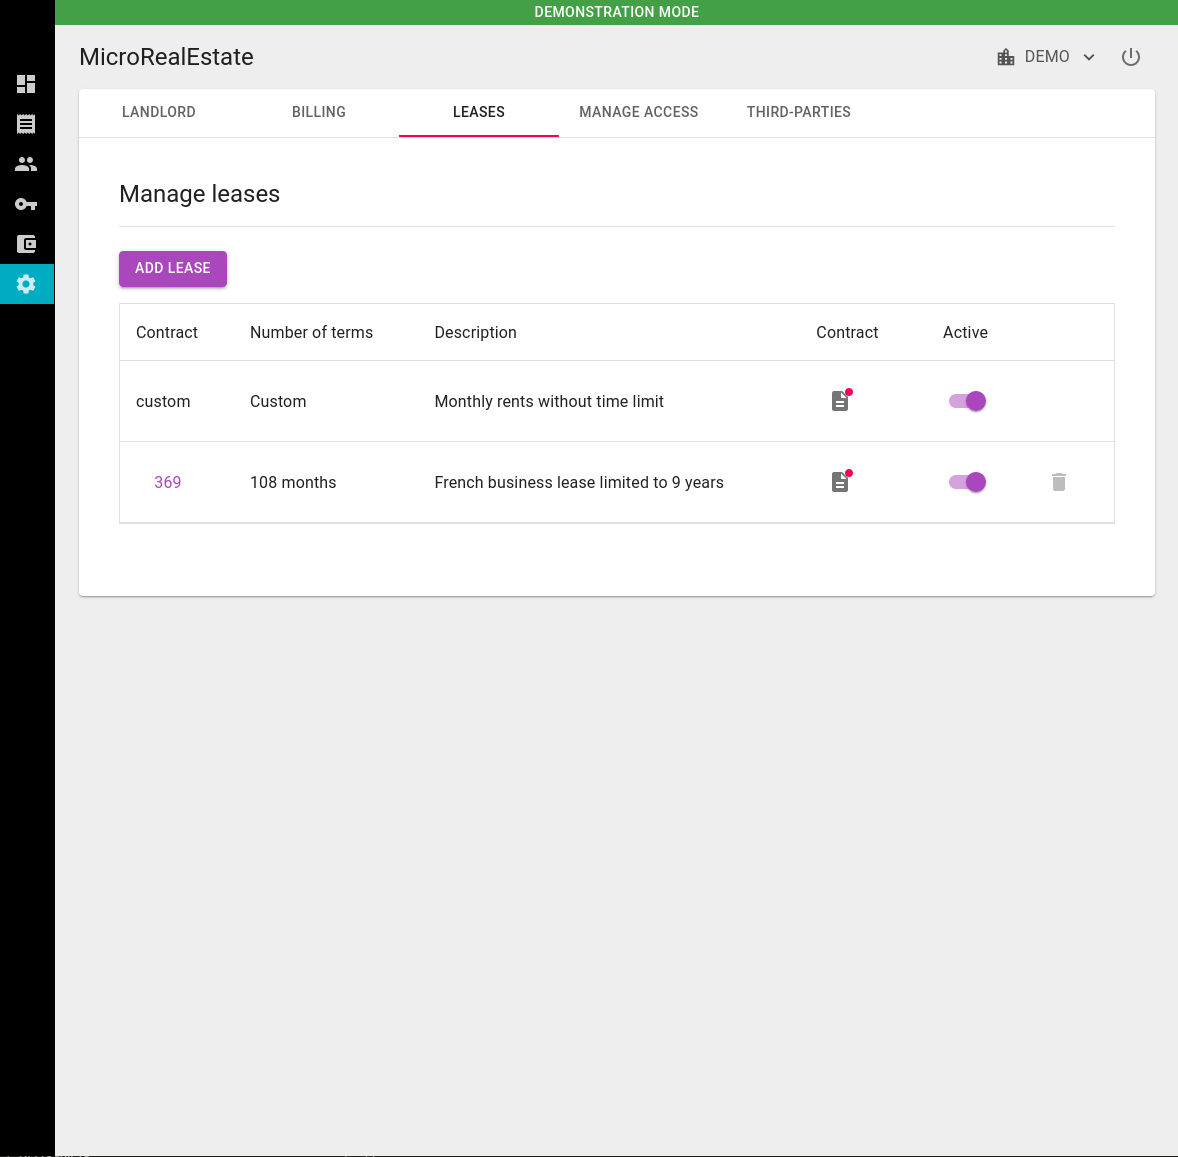 DEMONSTRATION MODE
MicroRealEstate
DEMO
LANDLORD BILLING LEASES MANAGE ACCESS THIRD-PARTIES
Manage leases
ADD LEASE
Contract Number of terms Description Contract Active
custom Custom Monthly rents without time limit
369 108 months French business lease limited to 9 years